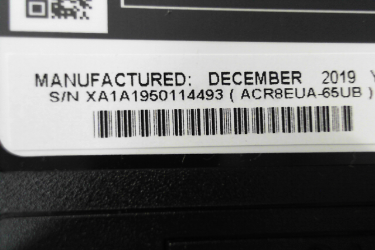 MANUFACTURED: DECEMBER 2019 Y
S/N XA1A1950114493 ( ACR8EUA-65UB )